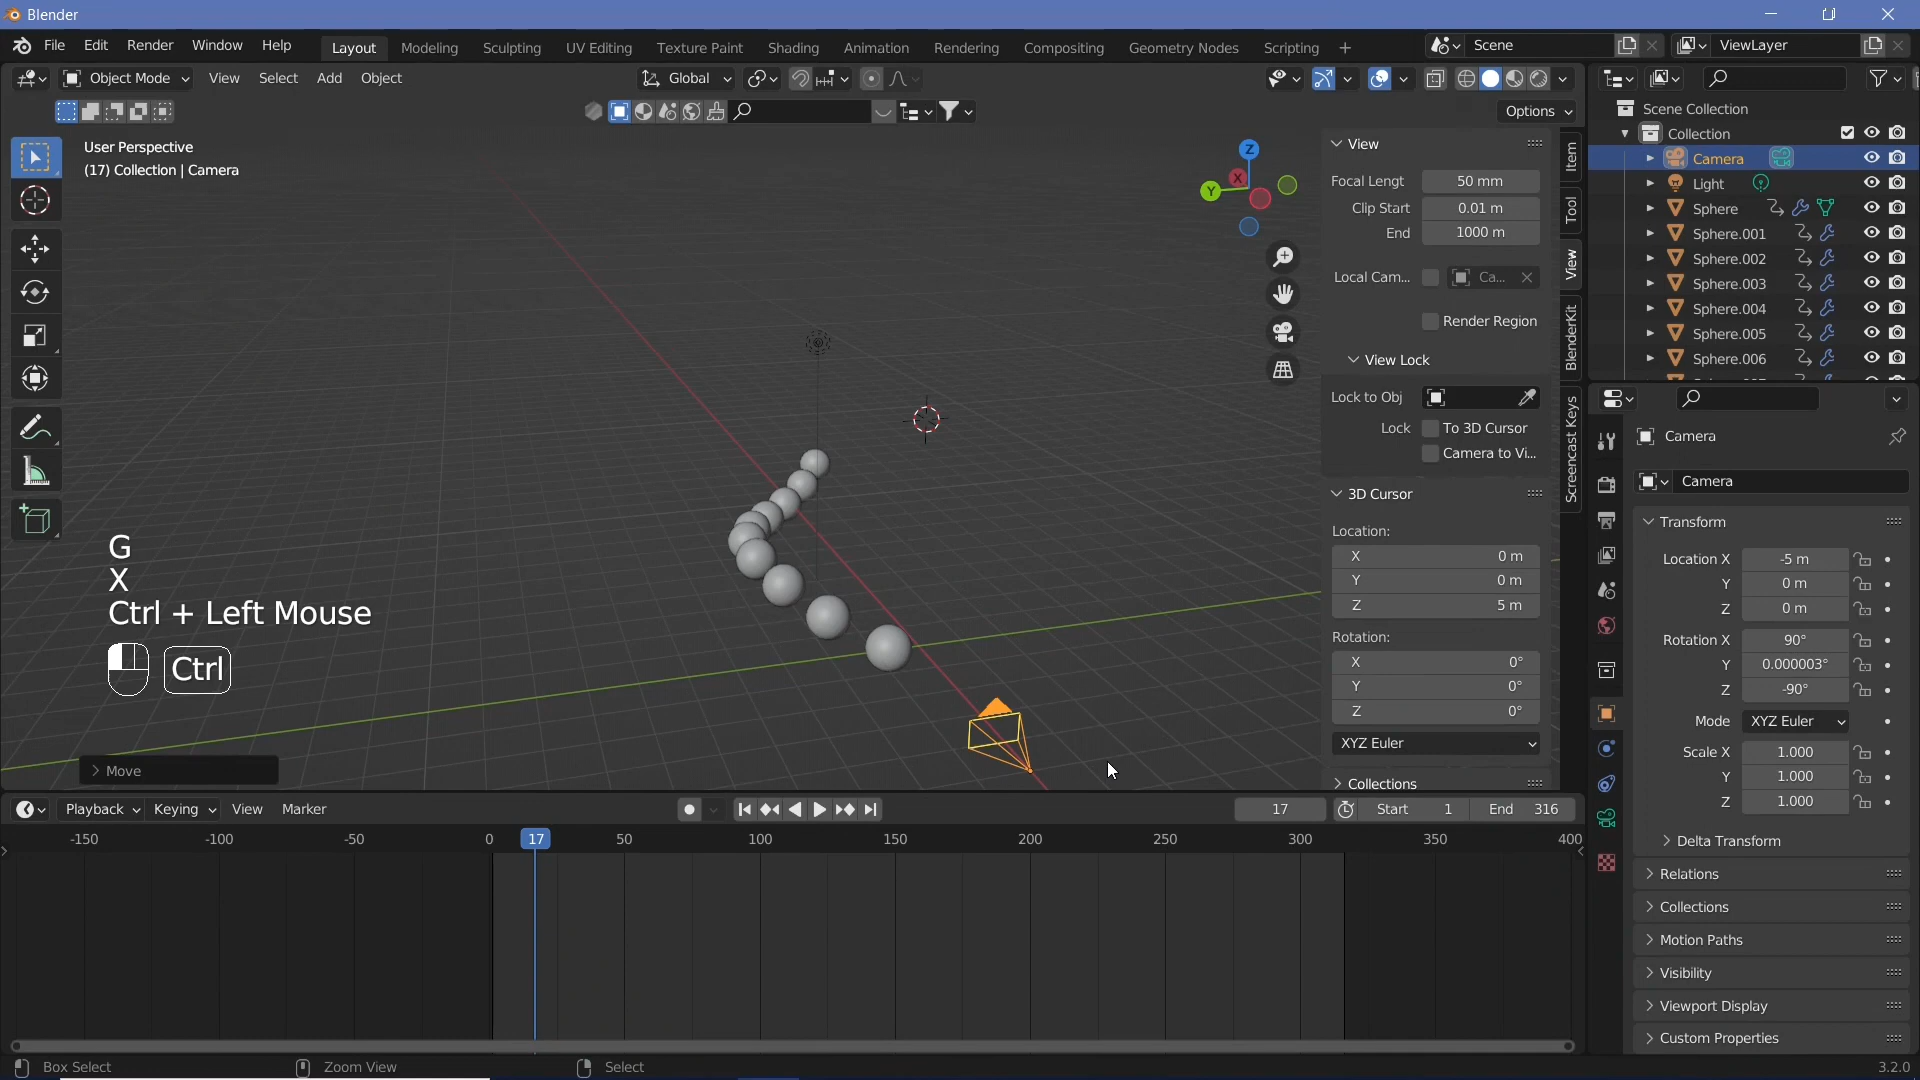 Blender
File Edit Render Window Help
Layout Modeling Sculpting UV Editing Texture Paint Shading Animation Rendering Compositing Geometry Nodes Scripting +
Scene
ViewLayer
Object Mode View Select Add Object
Global
Options
User Perspective
(17) Collection | Camera
Z
X
Y
View
Focal Lengt 50 mm
Clip Start 0.01 m
End 1000 m
Local Cam... Ca...
Render Region
View Lock
Lock to Obj
Lock To 3D Cursor
Camera to Vi...
3D Cursor
Location:
X 0 m
Y 0 m
Z 5 m
Rotation:
X 0°
Y 0°
Z 0°
XYZ Euler
Collections
Item
Tool
View
BlenderKit
Screencast Keys
G
X
Ctrl + Left Mouse
Ctrl
Move
Scene Collection
Collection
Camera
Light
Sphere
Sphere.001
Sphere.002
Sphere.003
Sphere.004
Sphere.005
Sphere.006
Camera
Camera
Transform
Location X -5 m
Y 0 m
Z 0 m
Rotation X 90°
Y 0.000003°
Z -90°
Mode XYZ Euler
Scale X 1.000
Y 1.000
Z 1.000
Delta Transform
Relations
Collections
Motion Paths
Visibility
Viewport Display
Custom Properties
Playback Keying View Marker
17 Start 1 End 316
-150 -100 -50 0 17 50 100 150 200 250 300 350 400
Box Select Zoom View Select
3.2.0